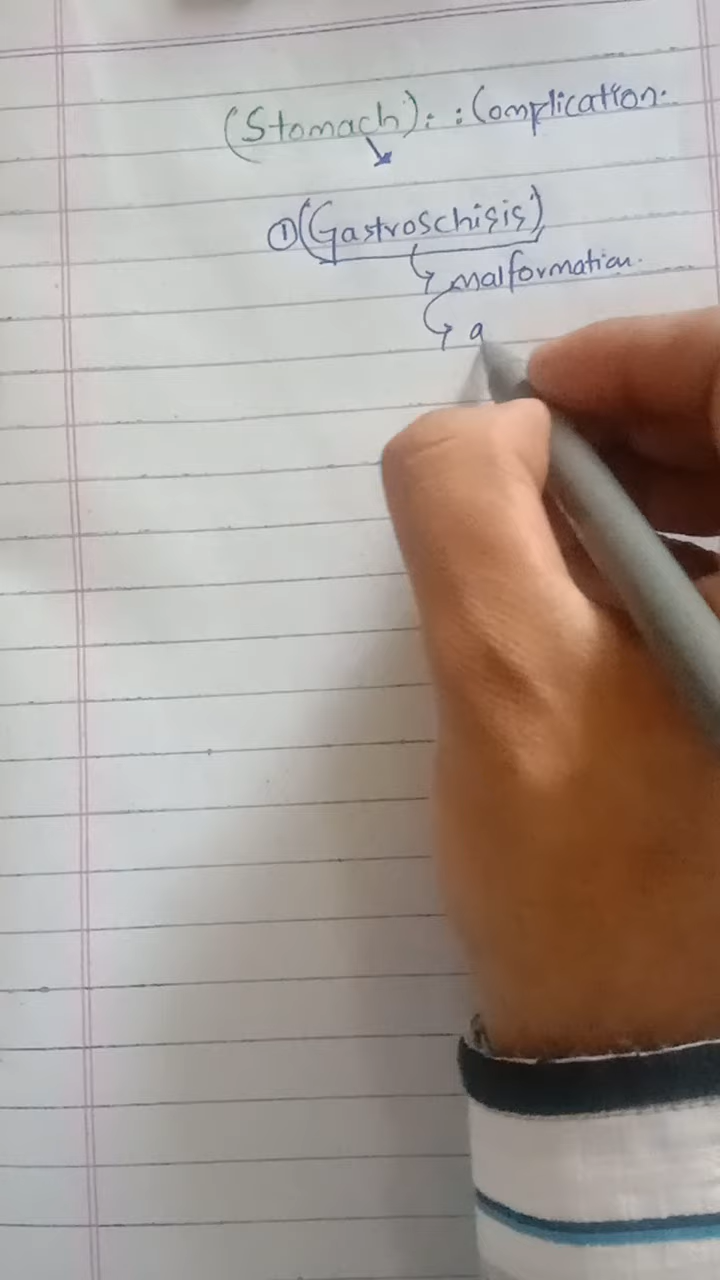 (Stomach): : Complication.
① (Gastroschisis)
malformation.
a